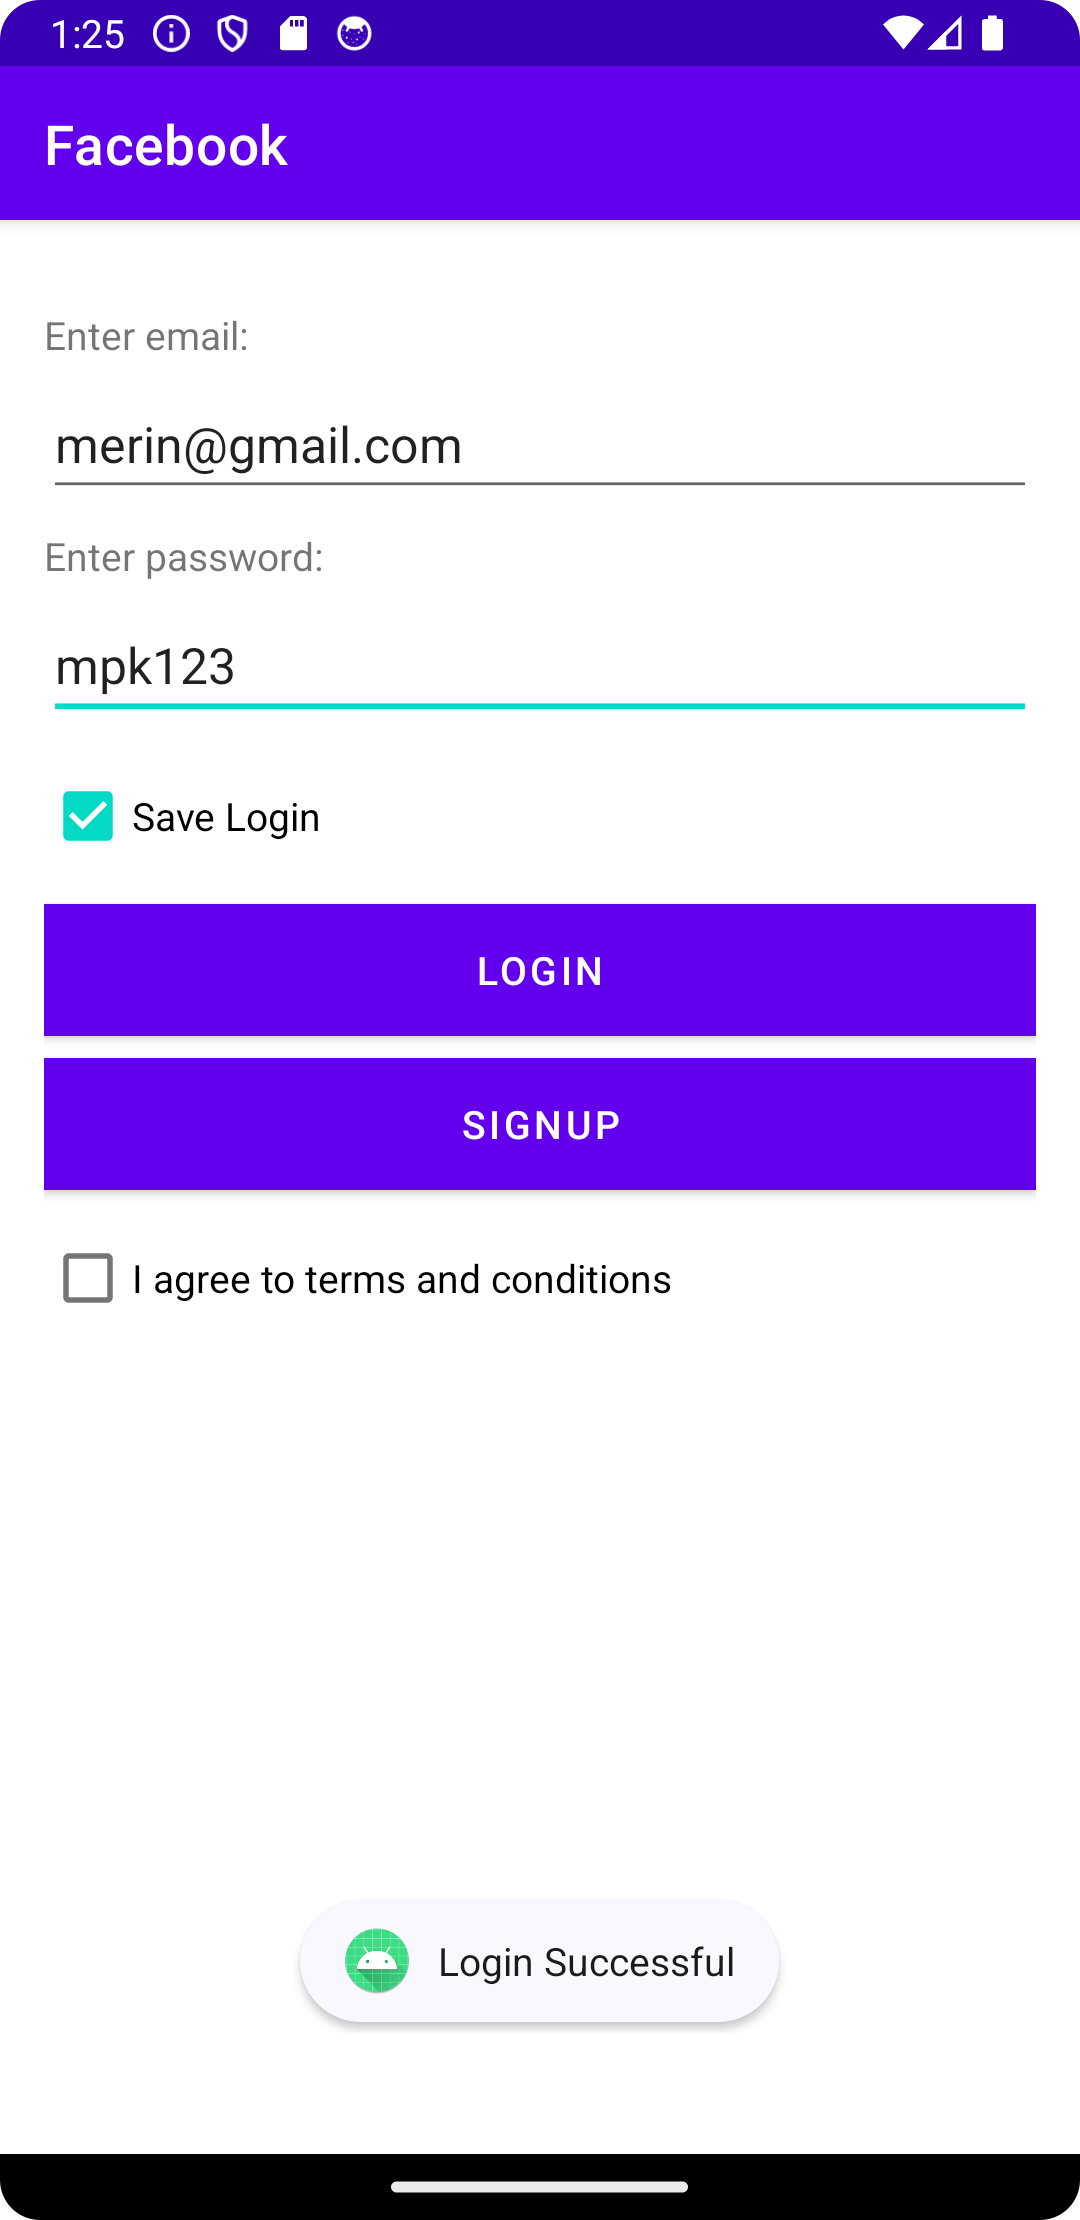 1:25
Facebook
Enter email:
merin@gmail.com
Enter password:
mpk123
Save Login
LOGIN
SIGNUP
I agree to terms and conditions
Login Successful